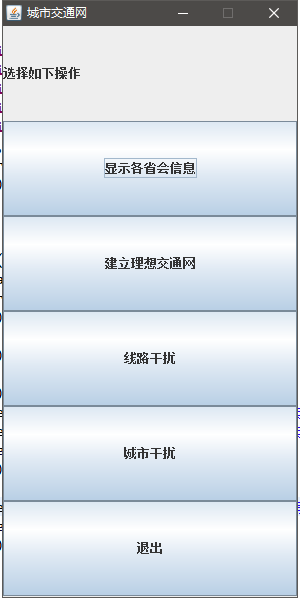 城市交通网
选择如下操作
显示各省会信息
建立理想交通网
线路干扰
城市干扰
退出